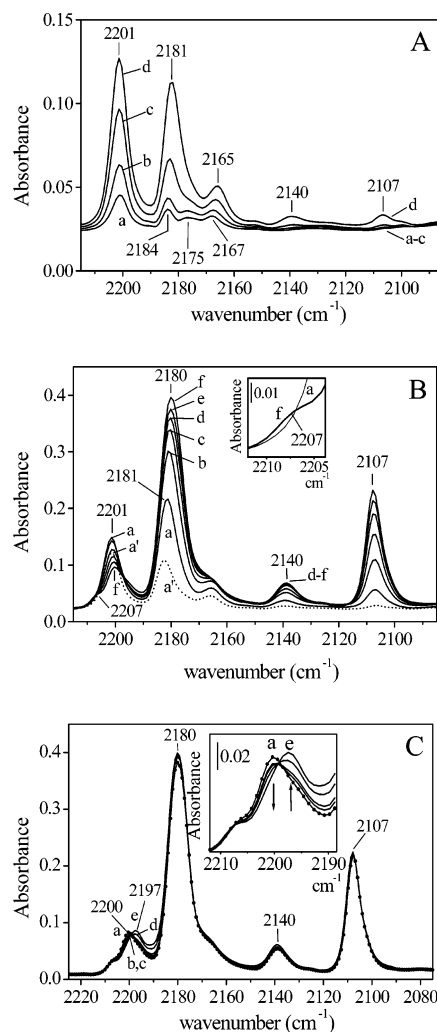 A
2201
2181
d
c
2165
b
2140
2107
d
a
a-c
2184
2175
2167
0.15
0.10
0.05
0.00
Absorbance
2200
2180
2160
2140
2120
2100
wavenumber (cm⁻¹)
B
2180
f
e
d
c
b
0.01
a
f
2207
Absorbance
2210
2205
cm⁻¹
2107
2181
2201
a
a'
a
2140
d-f
f
a'
2207
0.4
0.3
0.2
0.1
0.0
Absorbance
2200
2180
2160
2140
2120
2100
wavenumber (cm⁻¹)
C
2180
0.02
a
e
Absorbance
2210
2200
2190
cm⁻¹
2107
2200
2197
a
e
d
b,c
2140
0.4
0.3
0.2
0.1
0.0
Absorbance
2220
2200
2180
2160
2140
2120
2100
2080
wavenumber (cm⁻¹)